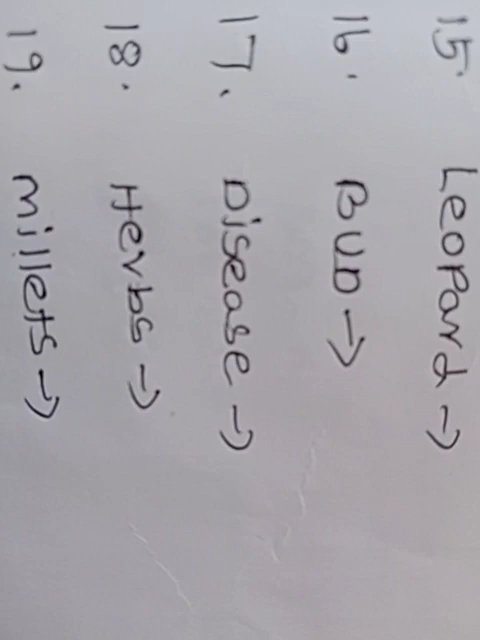 15. Leopard →
16. BUD →
17. Disease →
18. Herbs →
19. millets →